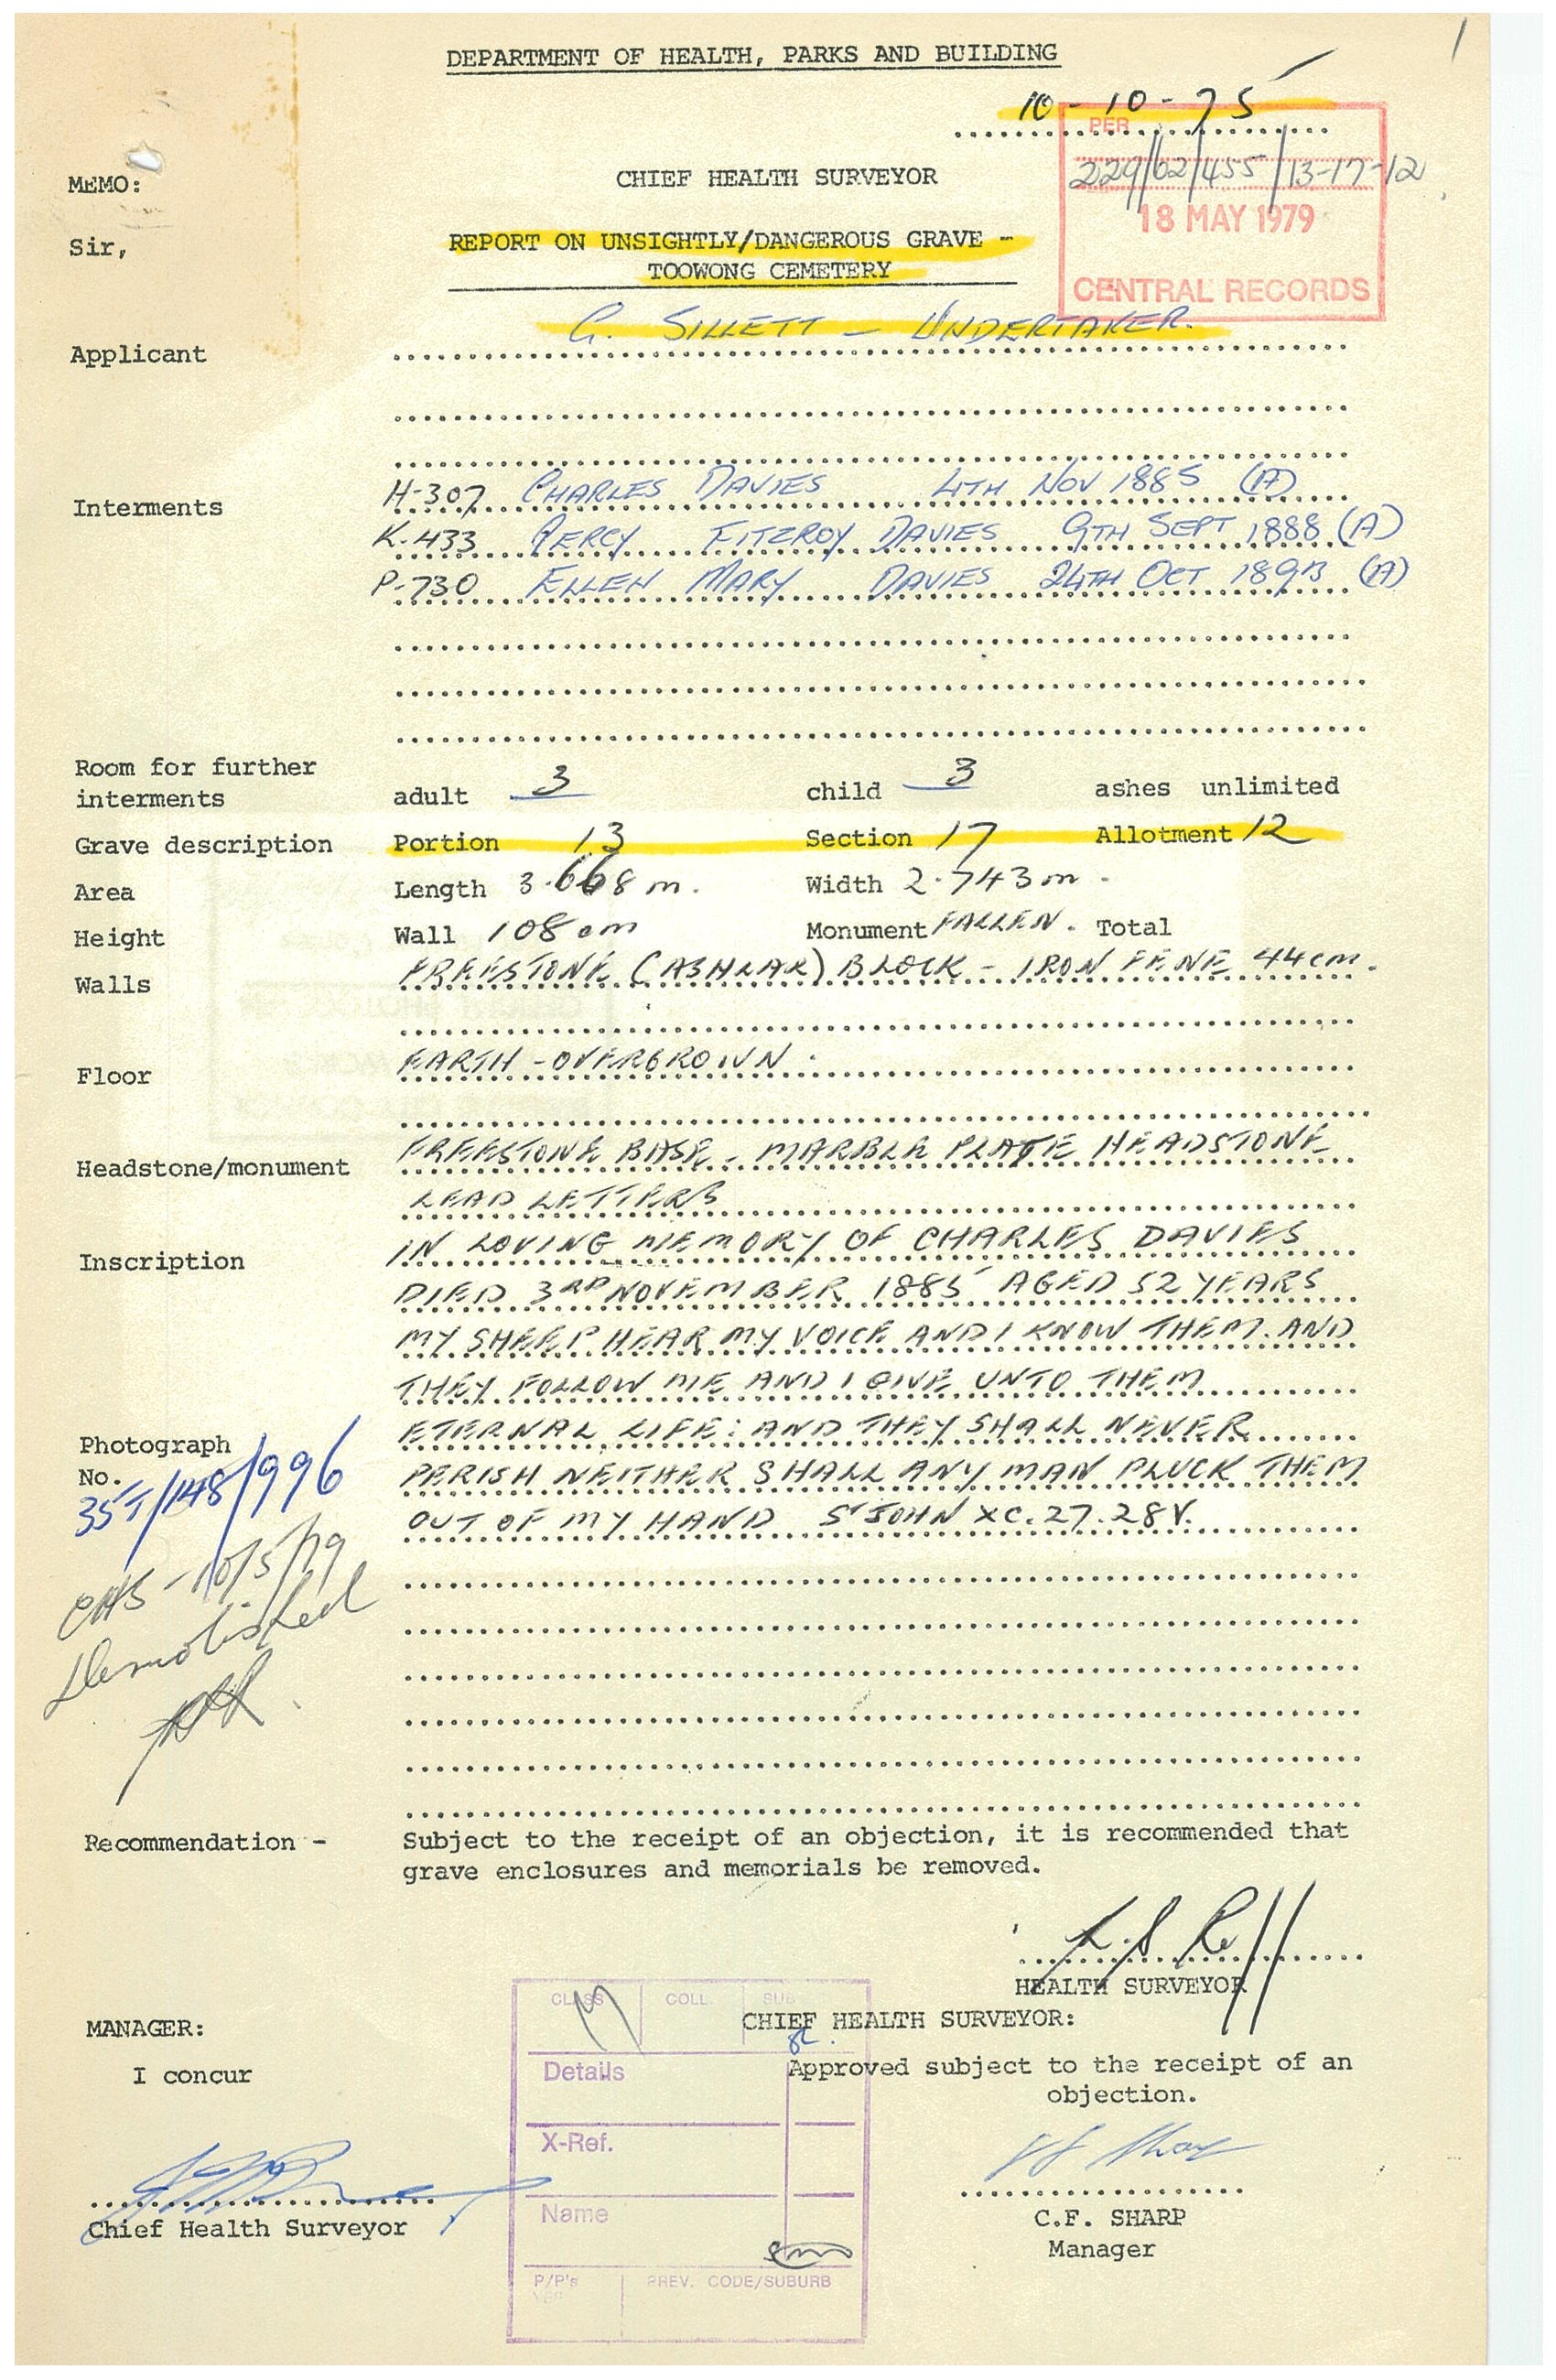 DEPARTMENT OF HEALTH, PARKS AND BUILDING
10-10-75
PER
229/62/455/13-17-12
18 MAY 1979
CENTRAL RECORDS
MEMO:
CHIEF HEALTH SURVEYOR
Sir,
REPORT ON UNSIGHTLY/DANGEROUS GRAVE -
TOOWONG CEMETERY
Applicant G. SILLETT - UNDERTAKER.
Interments H-307 CHARLES DAVIES 4TH NOV 1885 (A)
K-433 PERCY FITZROY DAVIES 9TH SEPT 1888 (A)
P-730 ELLEN MARY DAVIES 24TH OCT (A)
Room for further
interments adult 3 child 3 ashes unlimited
Grave description Portion 13 Section 17 Allotment 12
Area Length 3.668 m. Width 2.743 m.
Height Wall 108 cm Monument FALLEN. Total
Walls FREESTONE (ASHLAR) BLOCK - IRON FENE 44cm.
Floor EARTH - OVERGROWN.
Headstone/monument FREESTONE BASE - MARBLE PLATE HEADSTONE
LEAD LETTERS
Inscription IN LOVING MEMORY OF CHARLES DAVIES
DIED 3RD NOVEMBER 1885 AGED 52 YEARS
MY SHEEP HEAR MY VOICE AND I KNOW THEM. AND
THEY FOLLOW ME AND I GIVE UNTO THEM
ETERNAL LIFE: AND THEY SHALL NEVER
PERISH NEITHER SHALL ANY MAN PLUCK THEM
OUT OF MY HAND ST JOHN XC. 27. 28 V.
Photograph
No.
35T/148/996
CHS - 10/5/79
Demolished
Recommendation - Subject to the receipt of an objection, it is recommended that
grave enclosures and memorials be removed.
HEALTH SURVEYOR
CLASS COLL. SUB
M
MANAGER:
CHIEF HEALTH SURVEYOR:
I concur
Details
Approved subject to the receipt of an
objection.
X-Ref.
Name
Chief Health Surveyor
C.F. SHARP
Manager
P/P's PREV. CODE/SUBURB